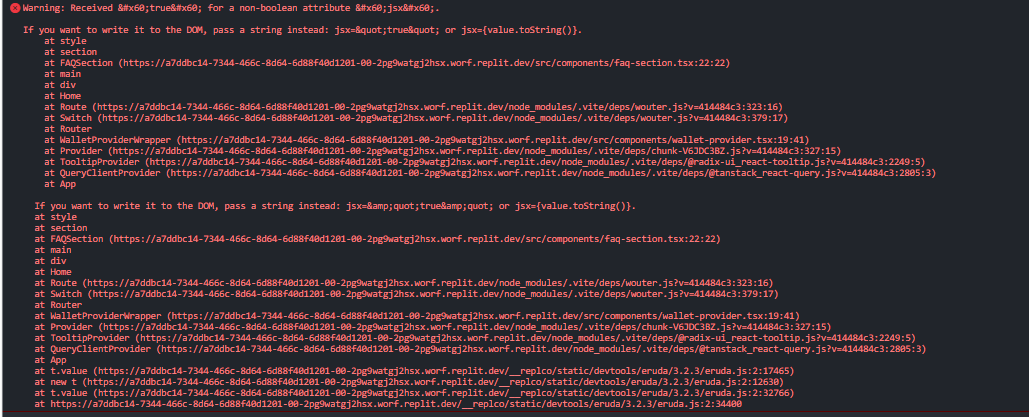 Warning: Received &#x60;true&#x60; for a non-boolean attribute &#x60;jsx&#x60;.
If you want to write it to the DOM, pass a string instead: jsx=&quot;true&quot; or jsx={value.toString()}.
at style
at section
at FAQSection (https://a7ddbc14-7344-466c-8d64-6d88f40d1201-00-2pg9watgj2hsx.worf.replit.dev/src/components/faq-section.tsx:22:22)
at main
at div
at Home
at Route (https://a7ddbc14-7344-466c-8d64-6d88f40d1201-00-2pg9watgj2hsx.worf.replit.dev/node_modules/.vite/deps/wouter.js?v=414484c3:323:16)
at Switch (https://a7ddbc14-7344-466c-8d64-6d88f40d1201-00-2pg9watgj2hsx.worf.replit.dev/node_modules/.vite/deps/wouter.js?v=414484c3:379:17)
at Router
at WalletProviderWrapper (https://a7ddbc14-7344-466c-8d64-6d88f40d1201-00-2pg9watgj2hsx.worf.replit.dev/src/components/wallet-provider.tsx:19:41)
at Provider (https://a7ddbc14-7344-466c-8d64-6d88f40d1201-00-2pg9watgj2hsx.worf.replit.dev/node_modules/.vite/deps/chunk-V6JDC3BZ.js?v=414484c3:327:15)
at TooltipProvider (https://a7ddbc14-7344-466c-8d64-6d88f40d1201-00-2pg9watgj2hsx.worf.replit.dev/node_modules/.vite/deps/@radix-ui_react-tooltip.js?v=414484c3:2249:5)
at QueryClientProvider (https://a7ddbc14-7344-466c-8d64-6d88f40d1201-00-2pg9watgj2hsx.worf.replit.dev/node_modules/.vite/deps/@tanstack_react-query.js?v=414484c3:2805:3)
at App
If you want to write it to the DOM, pass a string instead: jsx=&amp;quot;true&amp;quot; or jsx={value.toString()}.
at style
at section
at FAQSection (https://a7ddbc14-7344-466c-8d64-6d88f40d1201-00-2pg9watgj2hsx.worf.replit.dev/src/components/faq-section.tsx:22:22)
at main
at div
at Home
at Route (https://a7ddbc14-7344-466c-8d64-6d88f40d1201-00-2pg9watgj2hsx.worf.replit.dev/node_modules/.vite/deps/wouter.js?v=414484c3:323:16)
at Switch (https://a7ddbc14-7344-466c-8d64-6d88f40d1201-00-2pg9watgj2hsx.worf.replit.dev/node_modules/.vite/deps/wouter.js?v=414484c3:379:17)
at Router
at WalletProviderWrapper (https://a7ddbc14-7344-466c-8d64-6d88f40d1201-00-2pg9watgj2hsx.worf.replit.dev/src/components/wallet-provider.tsx:19:41)
at Provider (https://a7ddbc14-7344-466c-8d64-6d88f40d1201-00-2pg9watgj2hsx.worf.replit.dev/node_modules/.vite/deps/chunk-V6JDC3BZ.js?v=414484c3:327:15)
at TooltipProvider (https://a7ddbc14-7344-466c-8d64-6d88f40d1201-00-2pg9watgj2hsx.worf.replit.dev/node_modules/.vite/deps/@radix-ui_react-tooltip.js?v=414484c3:2249:5)
at QueryClientProvider (https://a7ddbc14-7344-466c-8d64-6d88f40d1201-00-2pg9watgj2hsx.worf.replit.dev/node_modules/.vite/deps/@tanstack_react-query.js?v=414484c3:2805:3)
at App
at t.value (https://a7ddbc14-7344-466c-8d64-6d88f40d1201-00-2pg9watgj2hsx.worf.replit.dev/__replco/static/devtools/eruda/3.2.3/eruda.js:2:17465)
at new t (https://a7ddbc14-7344-466c-8d64-6d88f40d1201-00-2pg9watgj2hsx.worf.replit.dev/__replco/static/devtools/eruda/3.2.3/eruda.js:2:12630)
at t.value (https://a7ddbc14-7344-466c-8d64-6d88f40d1201-00-2pg9watgj2hsx.worf.replit.dev/__replco/static/devtools/eruda/3.2.3/eruda.js:2:32766)
at https://a7ddbc14-7344-466c-8d64-6d88f40d1201-00-2pg9watgj2hsx.worf.replit.dev/__replco/static/devtools/eruda/3.2.3/eruda.js:2:34400